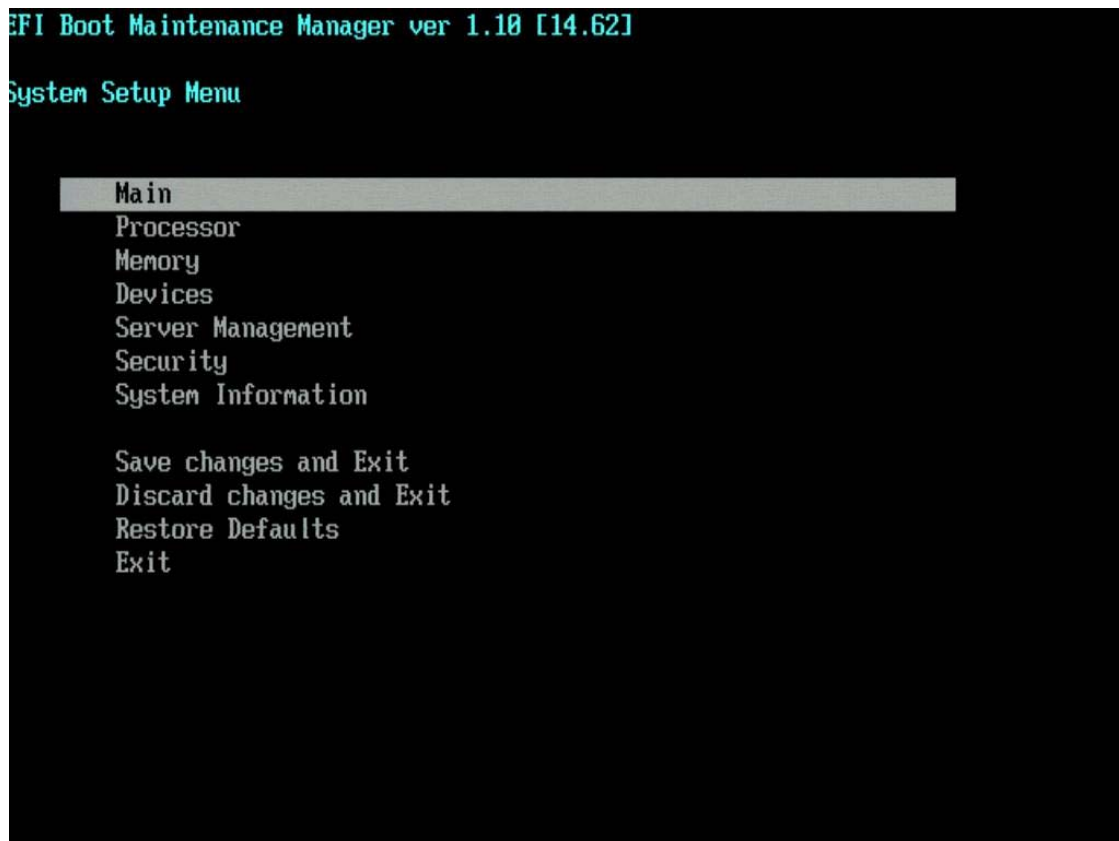 EFI Boot Maintenance Manager ver 1.10 [14.62]
System Setup Menu
Main
Processor
Memory
Devices
Server Management
Security
System Information
Save changes and Exit
Discard changes and Exit
Restore Defaults
Exit